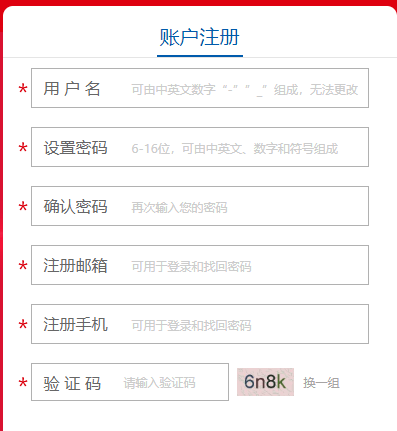 账户注册
* 用 户 名 可由中英文数字“-”“_”组成，无法更改
* 设置密码 6-16位，可由中英文、数字和符号组成
* 确认密码 再次输入您的密码
* 注册邮箱 可用于登录和找回密码
* 注册手机 可用于登录和找回密码
* 验 证 码 请输入验证码 6n8k 换一组